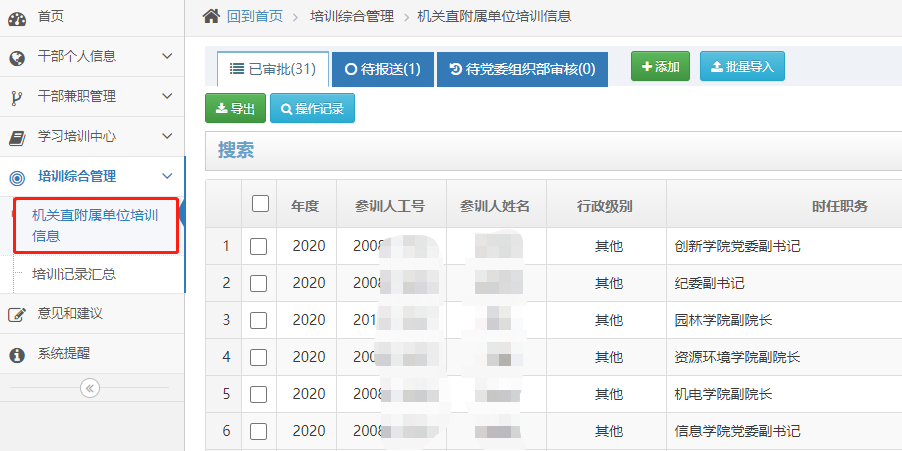 首页
干部个人信息
干部兼职管理
学习培训中心
培训综合管理
机关直附属单位培训
信息
培训记录汇总
意见和建议
系统提醒
回到首页 > 培训综合管理 > 机关直附属单位培训信息
已审批(31) 待报送(1) 待党委组织部审核(0) 添加 批量导入
导出 操作记录
搜索
年度 参训人工号 参训人姓名 行政级别 时任职务
1 2020 2008 其他 创新学院党委副书记
2 2020 2008 其他 纪委副书记
3 2020 201 其他 园林学院副院长
4 2020 200 其他 资源环境学院副院长
5 2020 2008 其他 机电学院副院长
6 2020 2008 其他 信息学院党委副书记